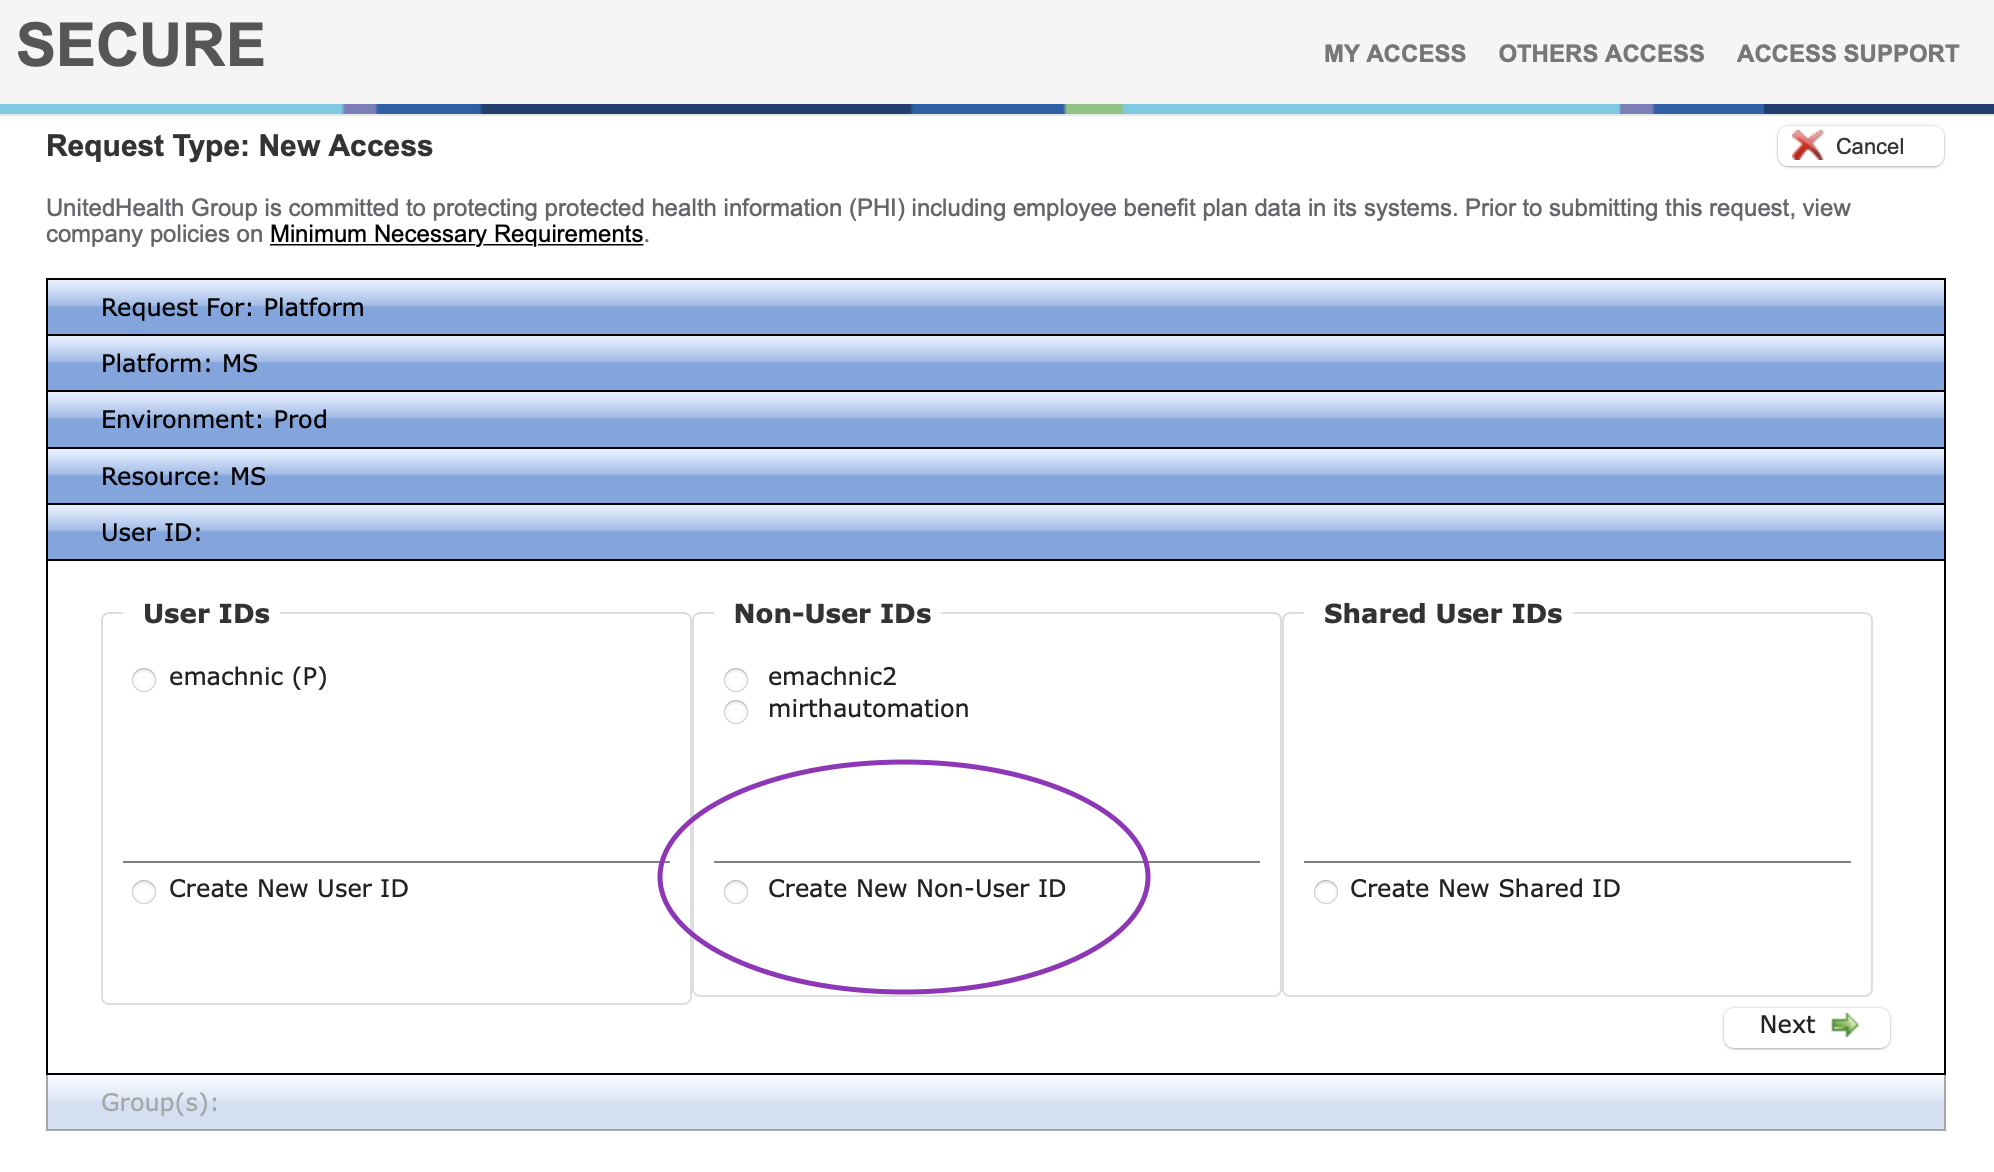 SECURE
MY ACCESS OTHERS ACCESS ACCESS SUPPORT
Request Type: New Access
Cancel
UnitedHealth Group is committed to protecting protected health information (PHI) including employee benefit plan data in its systems. Prior to submitting this request, view
company policies on Minimum Necessary Requirements.
Request For: Platform
Platform: MS
Environment: Prod
Resource: MS
User ID:
User IDs
emachnic (P)
Create New User ID
Non-User IDs
emachnic2
mirthautomation
Create New Non-User ID
Shared User IDs
Create New Shared ID
Next
Group(s):